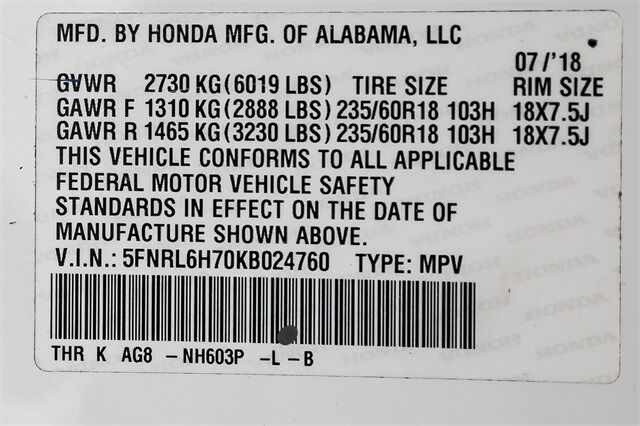 MFD. BY HONDA MFG. OF ALABAMA, LLC
07/'18
GVWR 2730 KG(6019 LBS) TIRE SIZE RIM SIZE
GAWR F 1310 KG(2888 LBS) 235/60R18 103H 18X7.5J
GAWR R 1465 KG(3230 LBS) 235/60R18 103H 18X7.5J
THIS VEHICLE CONFORMS TO ALL APPLICABLE
FEDERAL MOTOR VEHICLE SAFETY
STANDARDS IN EFFECT ON THE DATE OF
MANUFACTURE SHOWN ABOVE.
V.I.N.: 5FNRL6H70KB024760 TYPE: MPV
THR K AG8 – NH603P –L – B